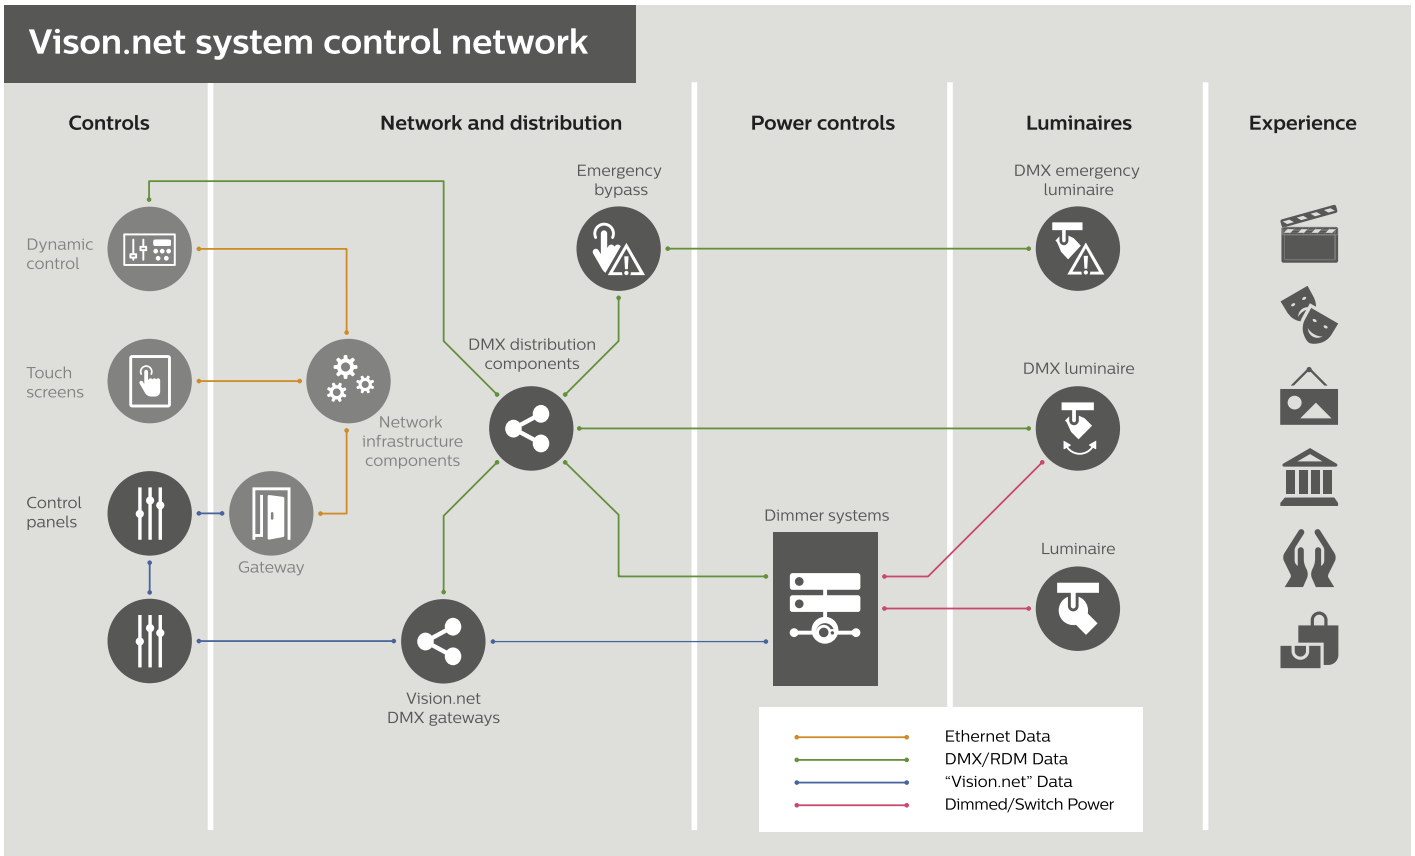 Vison.net system control network
Controls
Network and distribution
Power controls
Luminaires
Experience
Emergency
bypass
DMX emergency
luminaire
Dynamic
control
DMX distribution
components
Touch
screens
DMX luminaire
Network
infrastructure
components
Control
panels
Gateway
Dimmer systems
Luminaire
Vision.net
DMX gateways
Ethernet Data
DMX/RDM Data
“Vision.net” Data
Dimmed/Switch Power